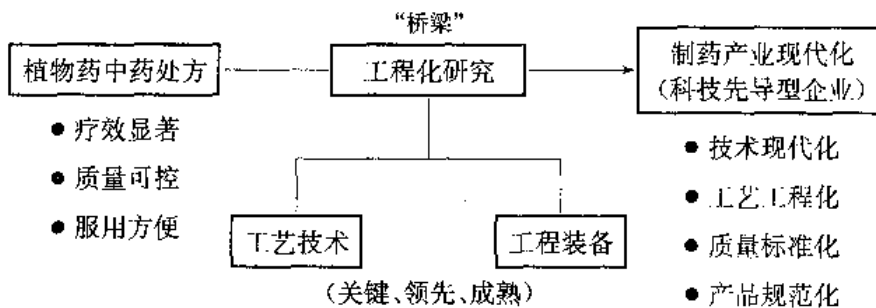 “桥梁”
植物药中药处方
工程化研究
制药产业现代化
(科技先导型企业)
● 疗效显著
● 质量可控
● 服用方便
● 技术现代化
● 工艺工程化
● 质量标准化
● 产品规范化
工艺技术
工程装备
(关键、领先、成熟)